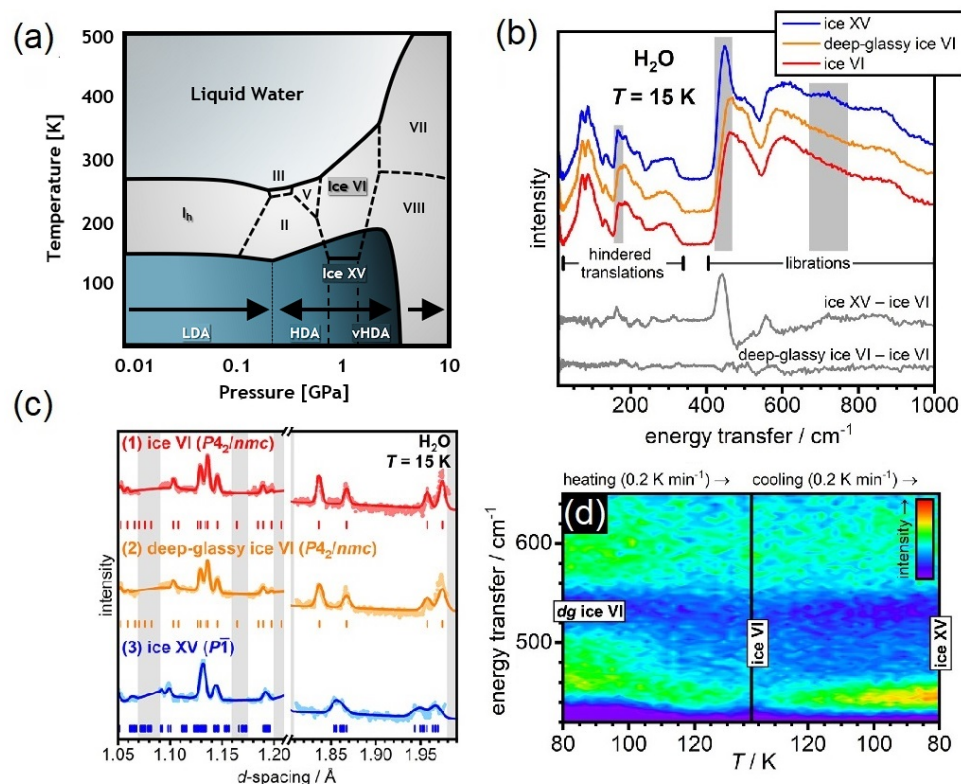 (a)
500
400
300
200
100
Temperature [K]
Liquid Water
III
V
Ice VI
VII
Iₕ
II
VIII
Ice XV
LDA
HDA
vHDA
0.01
0.1
1
10
Pressure [GPa]
(b)
ice XV
deep-glassy ice VI
ice VI
H₂O
T = 15 K
intensity
hindered
translations
librations
ice XV – ice VI
deep-glassy ice VI – ice VI
200
400
600
800
1000
energy transfer / cm⁻¹
(c)
(1) ice VI (P4₂/nmc)
H₂O
T = 15 K
(2) deep-glassy ice VI (P4₂/nmc)
intensity
(3) ice XV (P1̅)
1.05
1.10
1.15
1.20
1.85
1.90
1.95
d-spacing / Å
heating (0.2 K min⁻¹) →
cooling (0.2 K min⁻¹) →
(d)
intensity →
energy transfer / cm⁻¹
600
500
dg ice VI
ice VI
ice XV
80
100
120
120
100
80
T / K